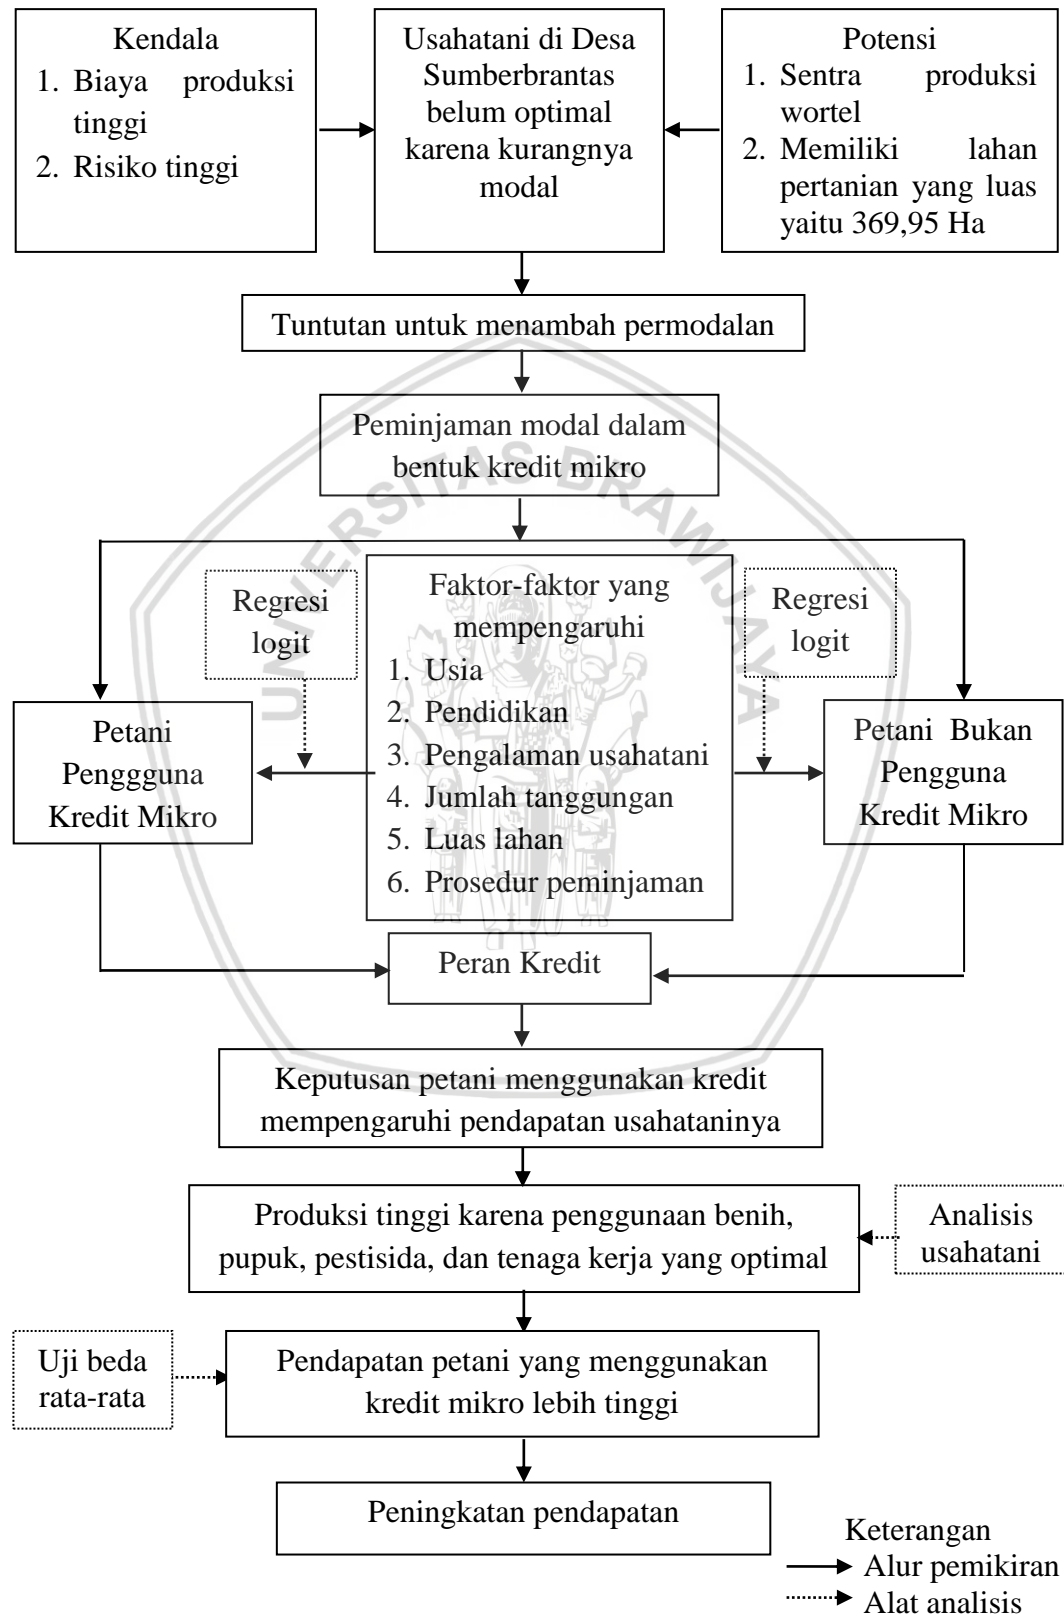 Kendala
1. Biaya produksi
tinggi
2. Risiko tinggi
Usahatani di Desa
Sumberbrantas
belum optimal
karena kurangnya
modal
Potensi
1. Sentra produksi
wortel
2. Memiliki lahan
pertanian yang luas
yaitu 369,95 Ha
Tuntutan untuk menambah permodalan
Peminjaman modal dalam
bentuk kredit mikro
UNIVERSITAS BRAWIJAYA
Regresi
logit
Faktor-faktor yang
mempengaruhi
1. Usia
2. Pendidikan
3. Pengalaman usahatani
4. Jumlah tanggungan
5. Luas lahan
6. Prosedur peminjaman
Regresi
logit
Petani
Penggguna
Kredit Mikro
Petani Bukan
Pengguna
Kredit Mikro
Peran Kredit
Keputusan petani menggunakan kredit
mempengaruhi pendapatan usahataninya
Produksi tinggi karena penggunaan benih,
pupuk, pestisida, dan tenaga kerja yang optimal
Analisis
usahatani
Uji beda
rata-rata
Pendapatan petani yang menggunakan
kredit mikro lebih tinggi
Peningkatan pendapatan
Keterangan
Alur pemikiran
Alat analisis